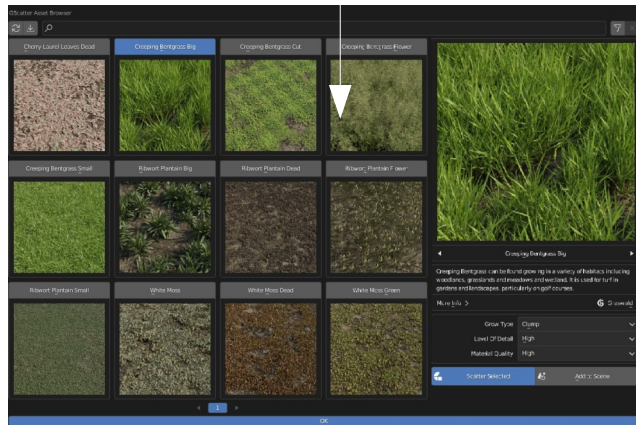 GScatter Asset Browser
Cherry Laurel Leaves Dead
Creeping Bentgrass Big
Creeping Bentgrass Cut
Creeping Bentgrass Flower
Creeping Bentgrass Small
Ribwort Plantain Big
Ribwort Plantain Dead
Ribwort Plantain Flower
Creeping Bentgrass Big
Creeping Bentgrass can be found growing in a variety of habitats including
woodlands, grasslands and meadows and wetland. It is used for turf in
gardens and landscapes, particularly on golf courses.
Ribwort Plantain Small
White Moss
White Moss Dead
White Moss Green
More Info >
Graswald
Grow Type Clump
Level Of Detail High
Material Quality High
Scatter Selected
Add to Scene
1
OK